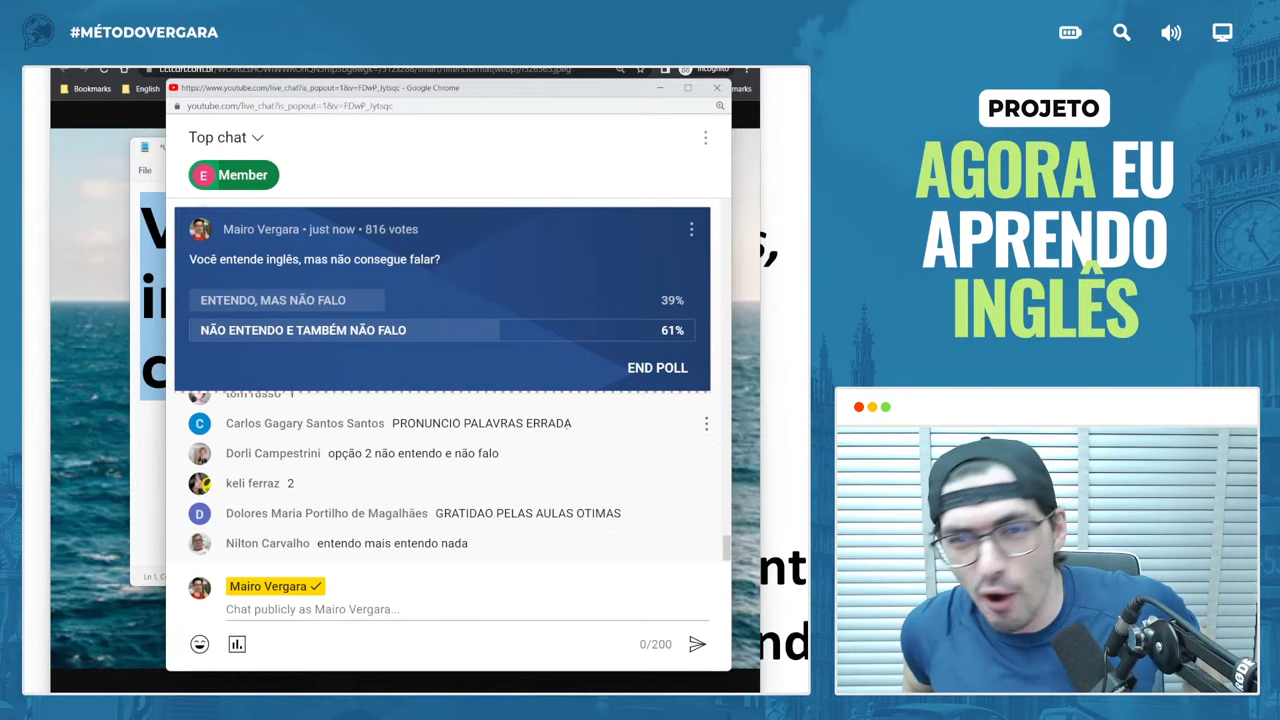 #MÉTODOVERGARA
Bookmarks
English
https://www.youtube.com/live_chat?is_popout=1&v=FDwP_Jytsqc - Google Chrome
youtube.com/live_chat?is_popout=1&v=FDwP_Jytsqc
File
Top chat
E Member
Mairo Vergara • just now • 816 votes
Você entende inglês, mas não consegue falar?
ENTENDO, MAS NÃO FALO 39%
NÃO ENTENDO E TAMBÉM NÃO FALO 61%
END POLL
C Carlos Gagary Santos Santos PRONUNCIO PALAVRAS ERRADA
Dorli Campestrini opção 2 não entendo e não falo
keli ferraz 2
D Dolores Maria Portilho de Magalhães GRATIDAO PELAS AULAS OTIMAS
Nilton Carvalho entendo mais entendo nada
Mairo Vergara
Chat publicly as Mairo Vergara...
0/200
PROJETO
AGORA EU
APRENDO
INGLÊS
RØDE